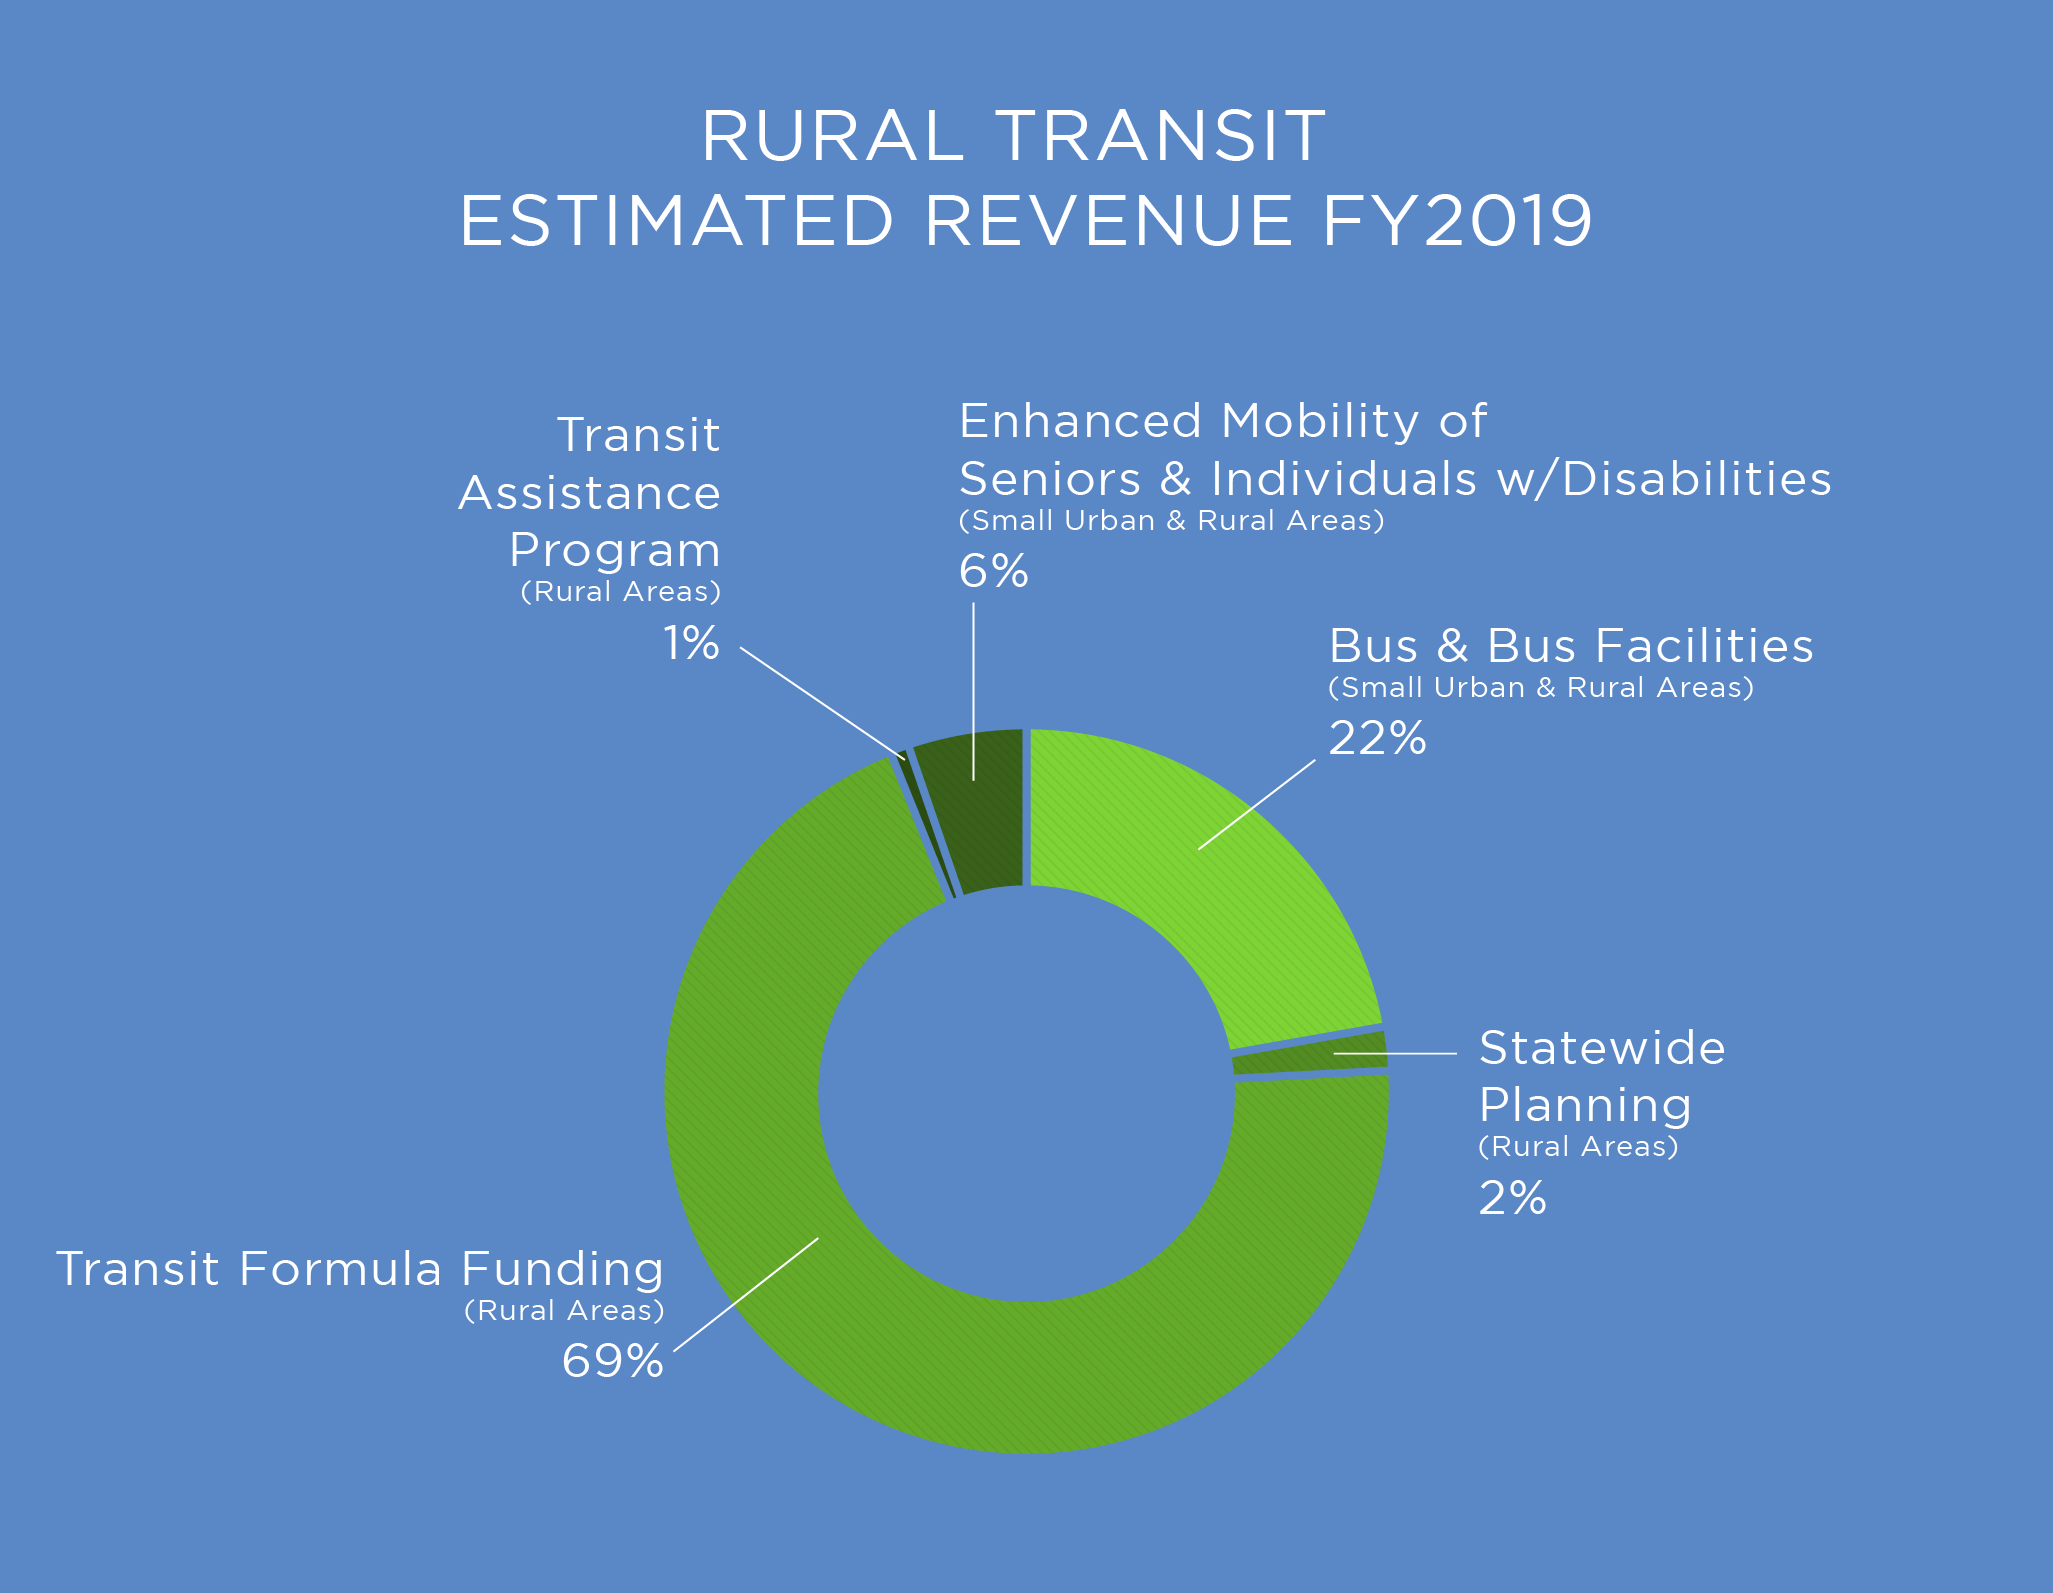 RURAL TRANSIT
ESTIMATED REVENUE FY2019
Transit
Assistance
Program
(Rural Areas)
1%
Enhanced Mobility of
Seniors & Individuals w/Disabilities
(Small Urban & Rural Areas)
6%
Bus & Bus Facilities
(Small Urban & Rural Areas)
22%
Statewide
Planning
(Rural Areas)
2%
Transit Formula Funding
(Rural Areas)
69%